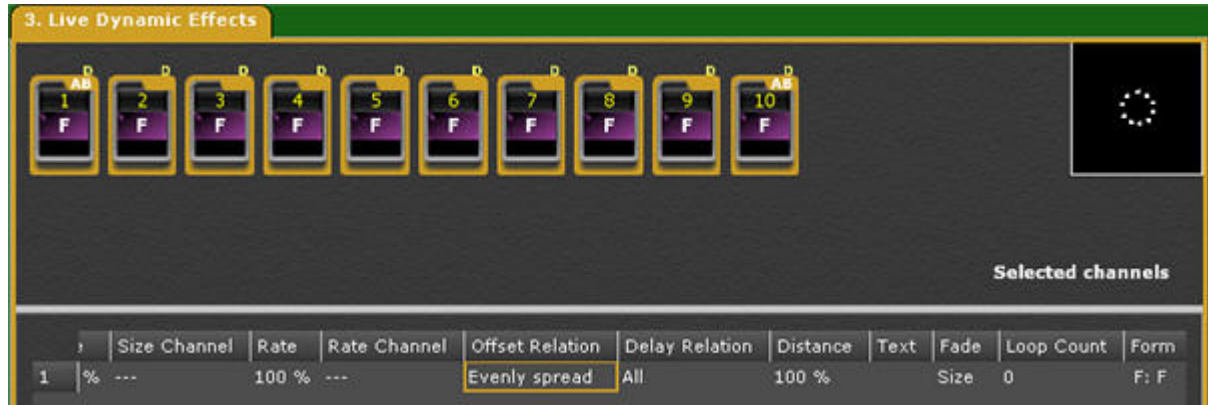 3. Live Dynamic Effects
D D D D D D D D D D
AB AB
1 2 3 4 5 6 7 8 9 10
F F F F F F F F F F
Selected channels
Size Channel Rate Rate Channel Offset Relation Delay Relation Distance Text Fade Loop Count Form
1 % --- 100 % --- Evenly spread All 100 % Size 0 F: F